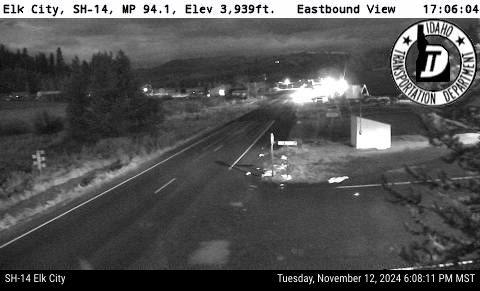 Elk City, SH-14, MP 94.1, Elev 3,939ft.   Eastbound View   17:06:04
IDAHO
TRANSPORTATION DEPARTMENT
SH-14 Elk City
Tuesday, November 12, 2024 6:08:11 PM MST